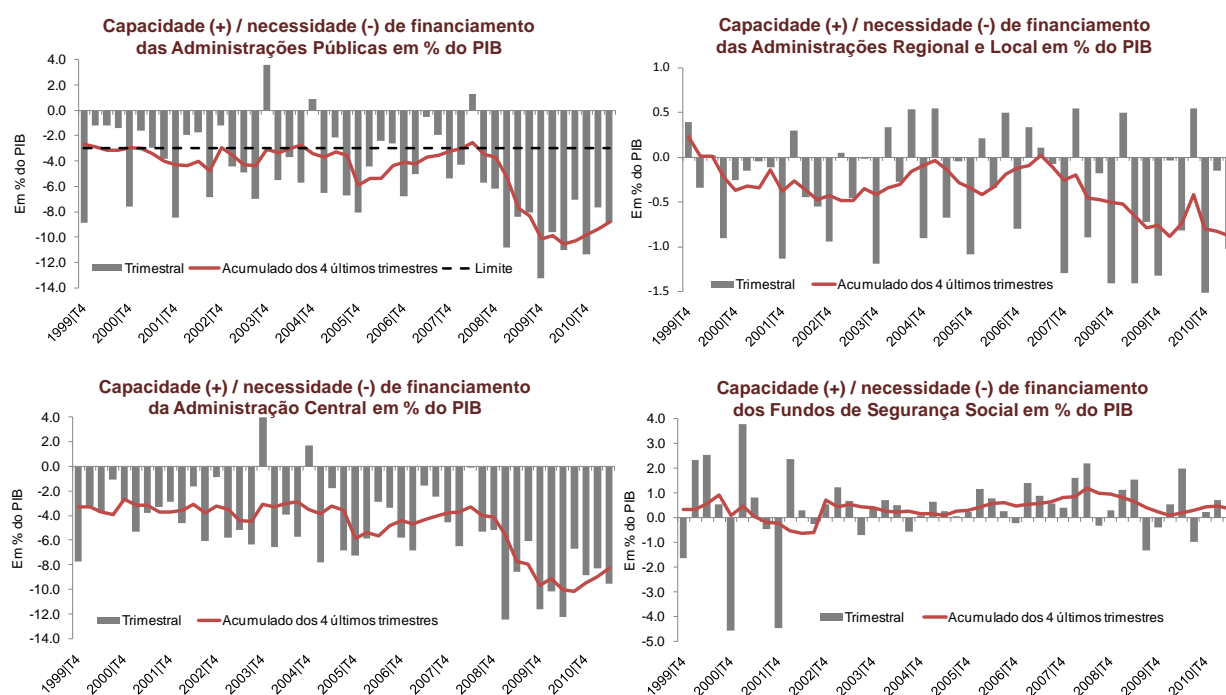 Capacidade (+) / necessidade (-) de financiamento
das Administrações Públicas em % do PIB
Em % do PIB
4.0
2.0
0.0
-2.0
-4.0
-6.0
-8.0
-10.0
-12.0
-14.0
Trimestral
Acumulado dos 4 últimos trimestres
Limite
1999|T4
2000|T4
2001|T4
2002|T4
2003|T4
2004|T4
2005|T4
2006|T4
2007|T4
2008|T4
2009|T4
2010|T4
Capacidade (+) / necessidade (-) de financiamento
das Administrações Regional e Local em % do PIB
Em % do PIB
1.0
0.5
0.0
-0.5
-1.0
-1.5
Trimestral
Acumulado dos 4 últimos trimestres
1999|T4
2000|T4
2001|T4
2002|T4
2003|T4
2004|T4
2005|T4
2006|T4
2007|T4
2008|T4
2009|T4
2010|T4
Capacidade (+) / necessidade (-) de financiamento
da Administração Central em % do PIB
Em % do PIB
4.0
2.0
0.0
-2.0
-4.0
-6.0
-8.0
-10.0
-12.0
-14.0
Trimestral
Acumulado dos 4 últimos trimestres
1999|T4
2000|T4
2001|T4
2002|T4
2003|T4
2004|T4
2005|T4
2006|T4
2007|T4
2008|T4
2009|T4
2010|T4
Capacidade (+) / necessidade (-) de financiamento
dos Fundos de Segurança Social em % do PIB
Em % do PIB
4.0
3.0
2.0
1.0
0.0
-1.0
-2.0
-3.0
-4.0
-5.0
Trimestral
Acumulado dos 4 últimos trimestres
1999|T4
2000|T4
2001|T4
2002|T4
2003|T4
2004|T4
2005|T4
2006|T4
2007|T4
2008|T4
2009|T4
2010|T4